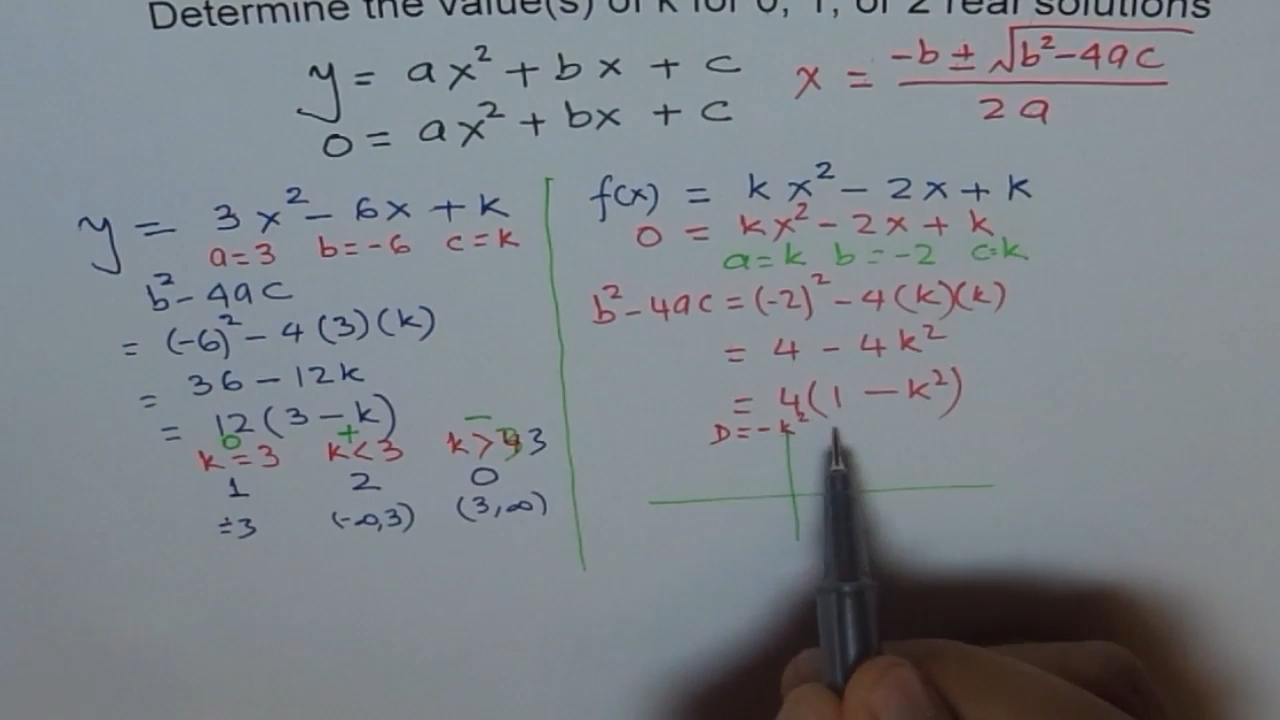 Determine the value(s) of k for 0, 1, or 2 real solutions
y = ax² + bx + c
0 = ax² + bx + c
x = -b ± √b²-4ac / 2a
y = 3x² - 6x + k
a=3 b=-6 c=k
b² - 4ac
= (-6)² - 4(3)(k)
= 36 - 12k
= 12(3 - k)
0 + -
k=3 k<3 k>3
1 2 0
=3 (-∞,3) (3,∞)
f(x) = kx² - 2x + k
0 = kx² - 2x + k
a=k b=-2 c=k
b² - 4ac = (-2)² - 4(k)(k)
= 4 - 4k²
= 4(1 - k²)
D = -k²